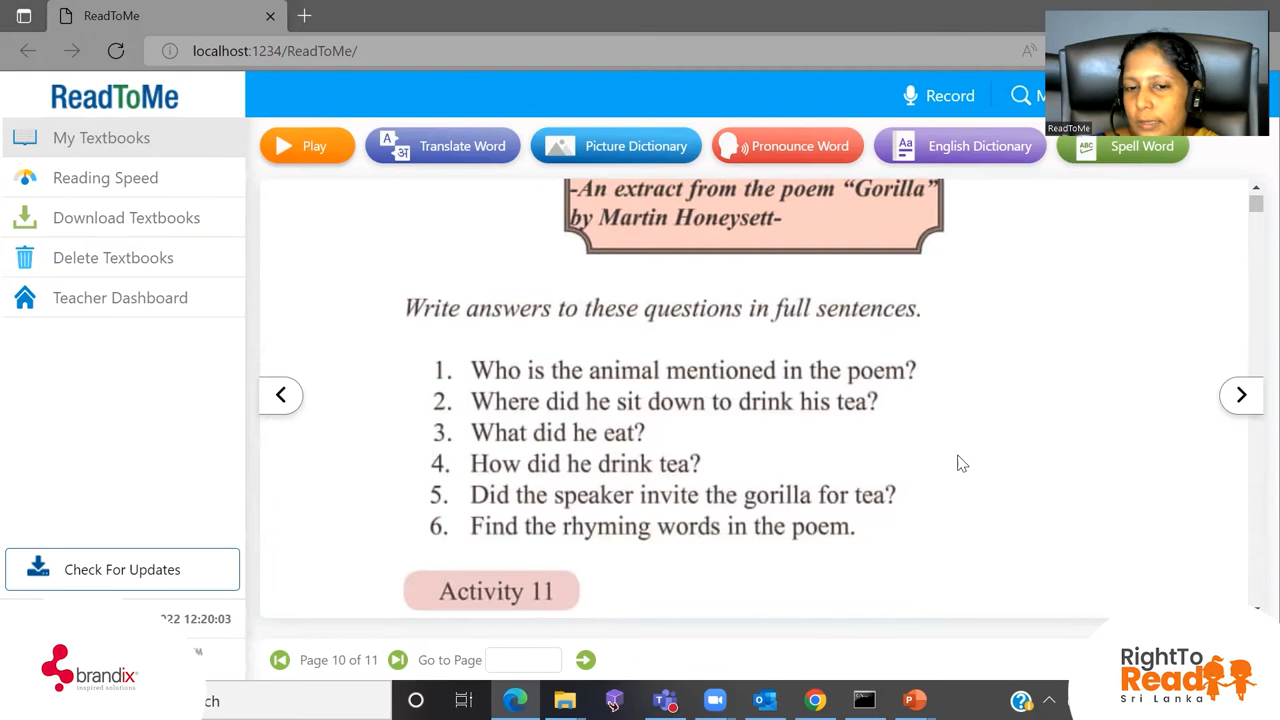 ReadToMe
localhost:1234/ReadToMe/
ReadToMe
ReadToMe
My Textbooks
Reading Speed
Download Textbooks
Delete Textbooks
Teacher Dashboard
Check For Updates
022 12:20:03
brandix
inspired solutions
Record
M
Play
Translate Word
Picture Dictionary
Pronounce Word
English Dictionary
Spell Word
-An extract from the poem “Gorilla”
by Martin Honeysett-
Write answers to these questions in full sentences.
1. Who is the animal mentioned in the poem?
2. Where did he sit down to drink his tea?
3. What did he eat?
4. How did he drink tea?
5. Did the speaker invite the gorilla for tea?
6. Find the rhyming words in the poem.
Activity 11
Page 10 of 11
Go to Page
RightTo
Read
Sri Lanka
ch